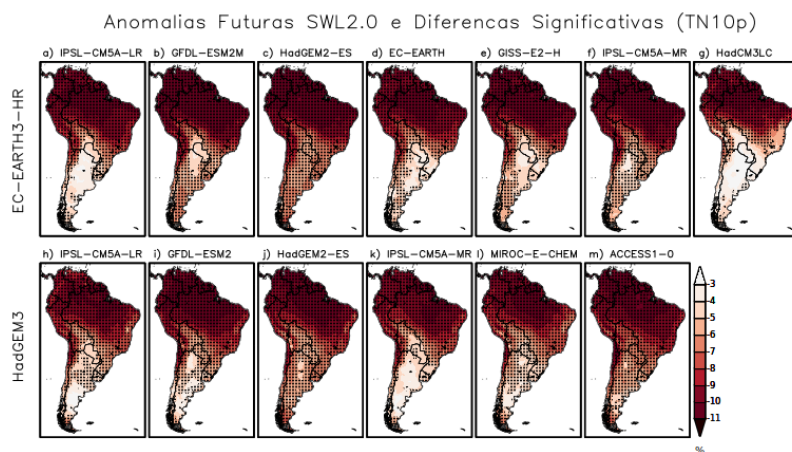 Anomalias Futuras SWL2.0 e Diferencas Significativas (TN10p)
a) IPSL-CM5A-LR b) GFDL-ESM2M c) HadGEM2-ES d) EC-EARTH e) GISS-E2-H f) IPSL-CM5A-MR g) HadCM3LC
EC-EARTH3-HR
h) IPSL-CM5A-LR i) GFDL-ESM2 j) HadGEM2-ES k) IPSL-CM5A-MR l) MIROC-E-CHEM m) ACCESS1-0
HadGEM3
-3
-4
-5
-6
-7
-8
-9
-10
-11
%